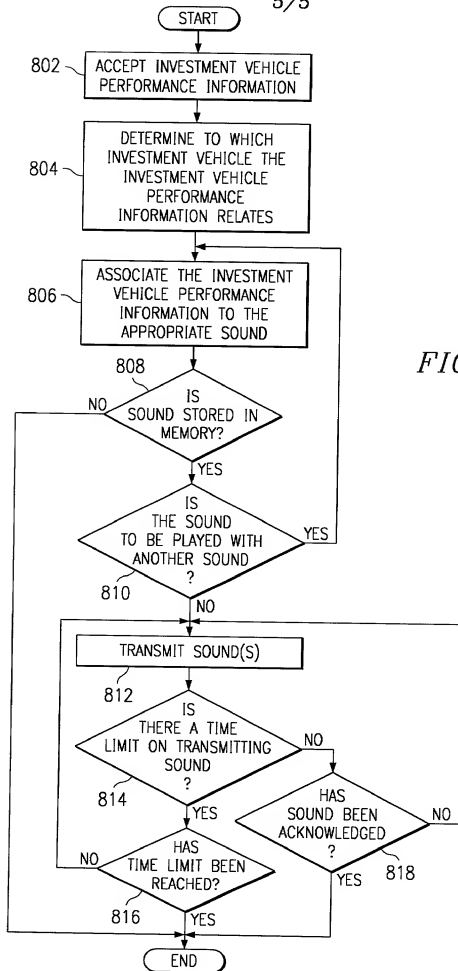 5/5
START
802
ACCEPT INVESTMENT VEHICLE
PERFORMANCE INFORMATION
804
DETERMINE TO WHICH
INVESTMENT VEHICLE THE
INVESTMENT VEHICLE
PERFORMANCE
INFORMATION RELATES
806
ASSOCIATE THE INVESTMENT
VEHICLE PERFORMANCE
INFORMATION TO THE
APPROPRIATE SOUND
808
FIG
NO
IS
SOUND STORED IN
MEMORY?
YES
IS
THE SOUND
TO BE PLAYED WITH
ANOTHER SOUND
?
YES
810
NO
TRANSMIT SOUND(S)
812
IS
THERE A TIME
LIMIT ON TRANSMITTING
SOUND
?
NO
814
YES
HAS
SOUND BEEN
ACKNOWLEDGED
?
NO
818
YES
HAS
TIME LIMIT BEEN
REACHED?
NO
816
YES
END